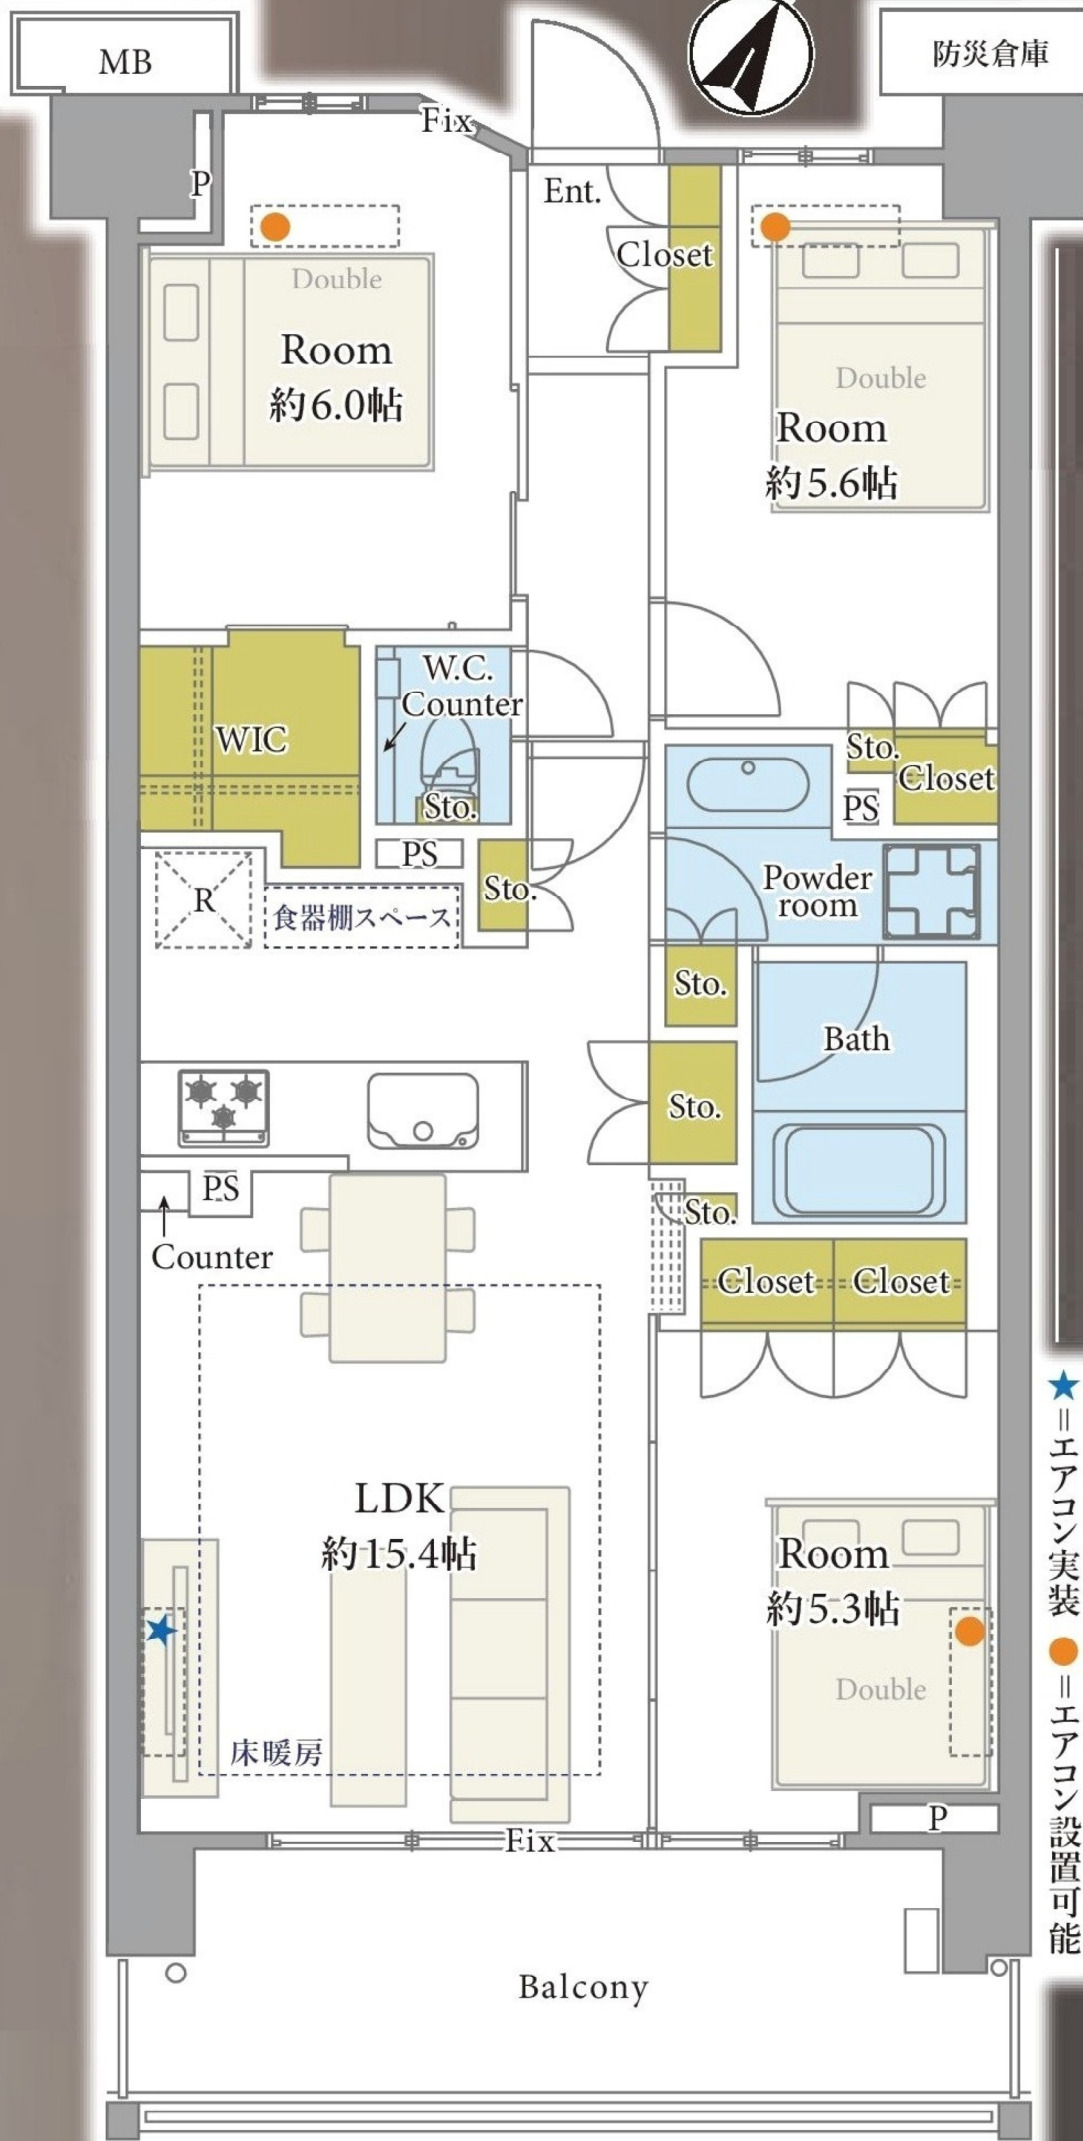 MB
防災倉庫
Fix
P
Ent.
Closet
Double
Room
約6.0帖
Double
Room
約5.6帖
W.C.
Counter
WIC
Sto.
Sto.
Closet
PS
PS
R
食器棚スペース
Sto.
Powder
room
Sto.
Bath
Sto.
PS
Counter
Sto.
Closet
Closet
LDK
約15.4帖
床暖房
Room
約5.3帖
Double
P
Fix
Balcony
★=エアコン実装 ●=エアコン設置可能